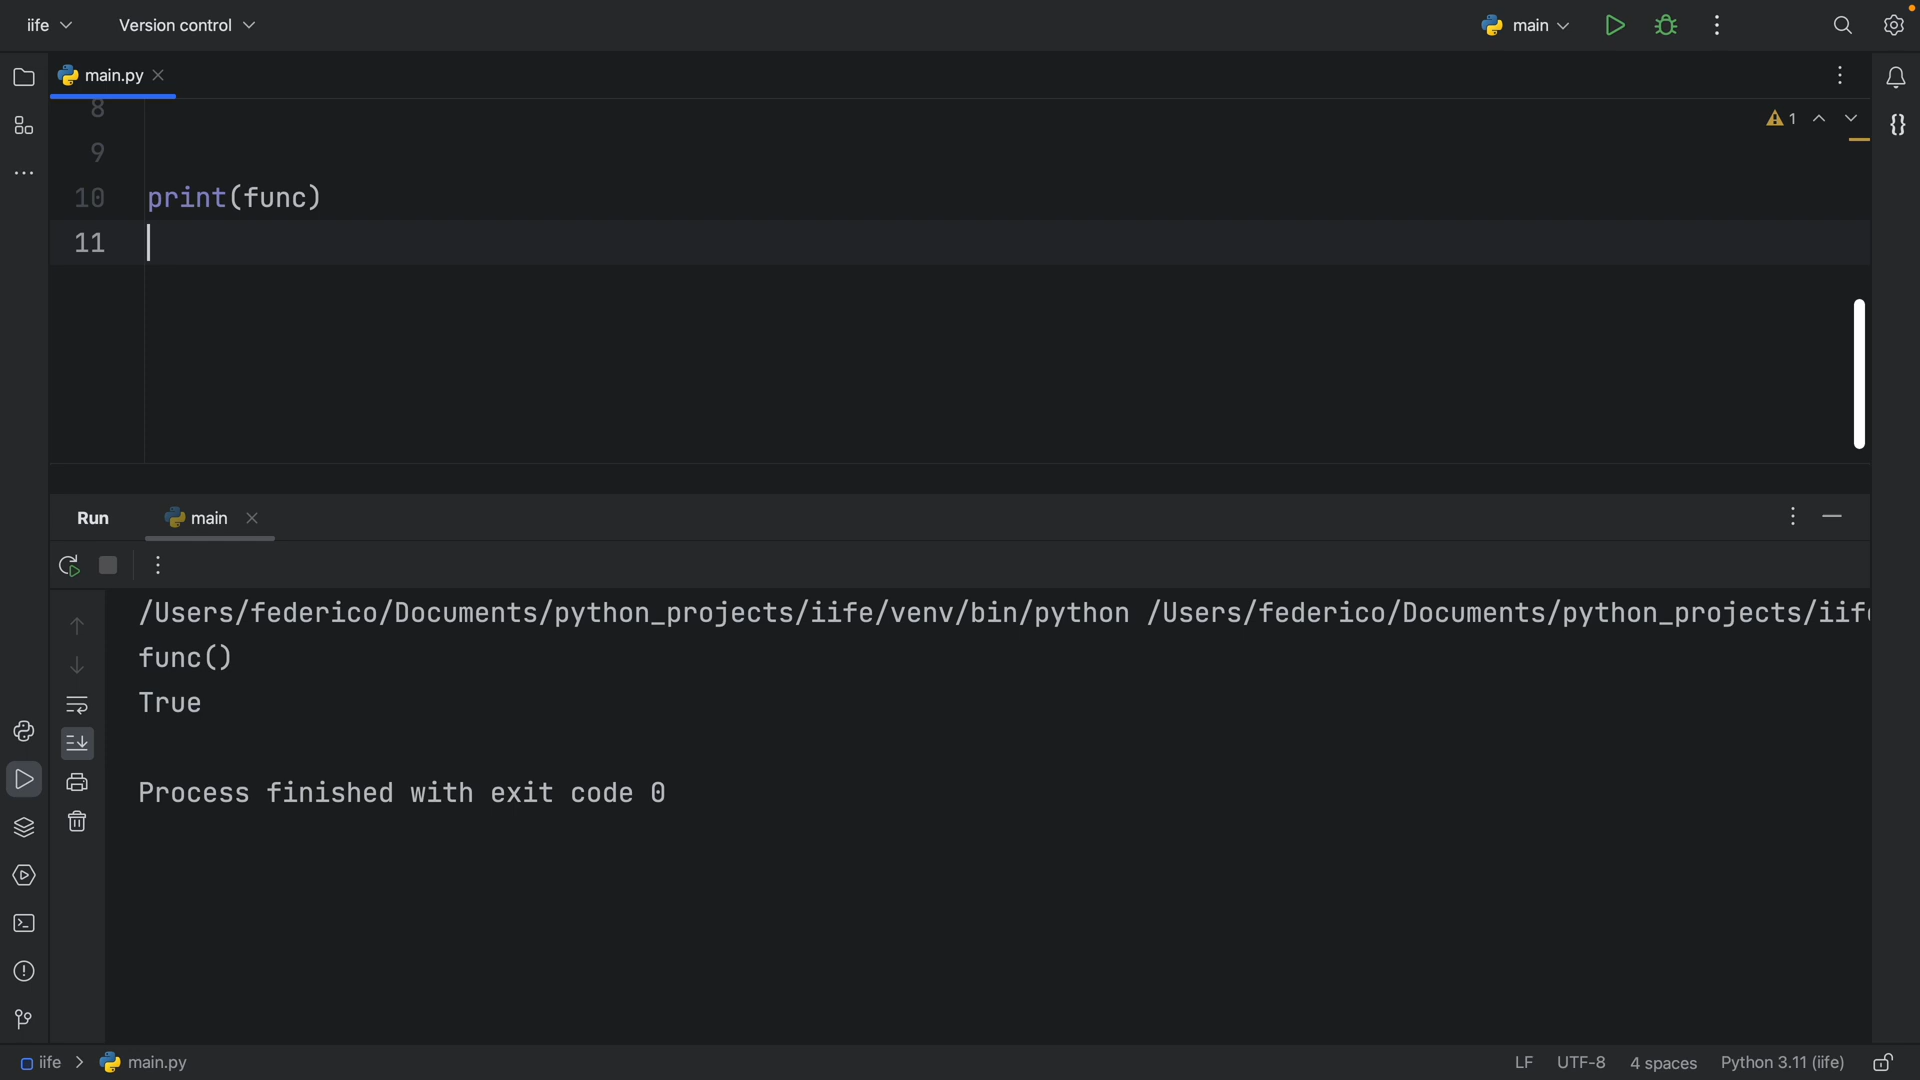 iife
Version control
main
main.py
1
8
9
10 print(func)
11
Run
main
/Users/federico/Documents/python_projects/iife/venv/bin/python /Users/federico/Documents/python_projects/iif
func()
True
Process finished with exit code 0
iife > main.py
LF UTF-8 4 spaces Python 3.11 (iife)